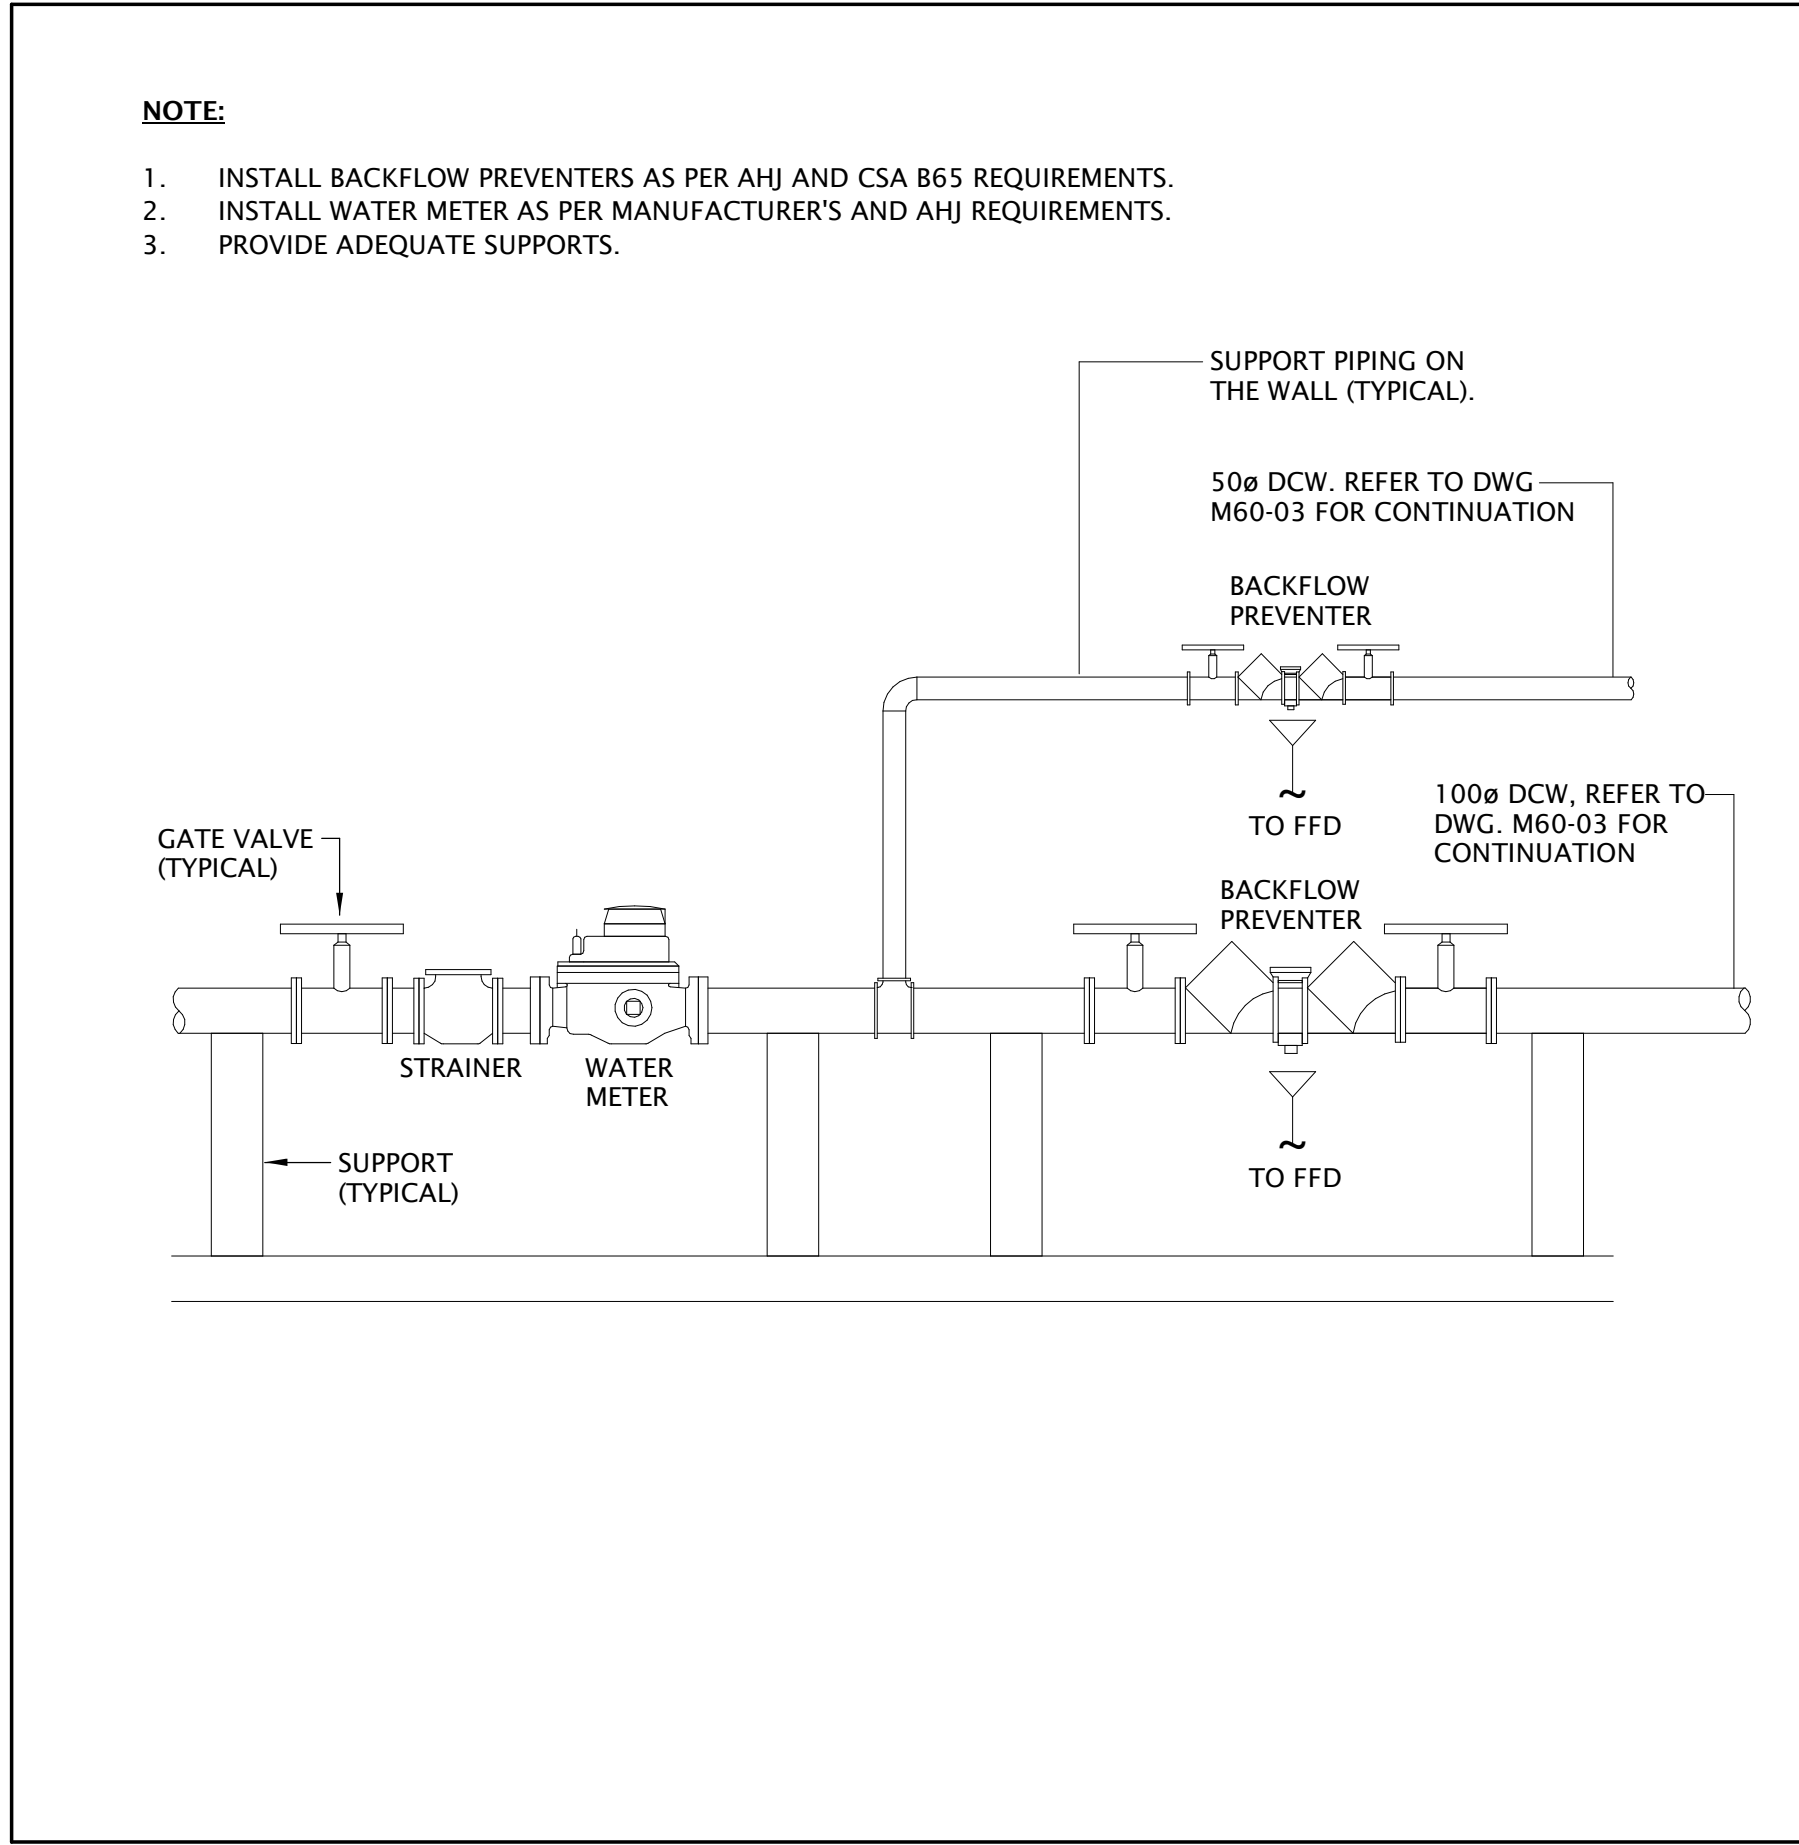 NOTE:
1. INSTALL BACKFLOW PREVENTERS AS PER AHJ AND CSA B65 REQUIREMENTS.
2. INSTALL WATER METER AS PER MANUFACTURER'S AND AHJ REQUIREMENTS.
3. PROVIDE ADEQUATE SUPPORTS.
SUPPORT PIPING ON
THE WALL (TYPICAL).
50ø DCW. REFER TO DWG
M60-03 FOR CONTINUATION
BACKFLOW
PREVENTER
TO FFD
100ø DCW, REFER TO
DWG. M60-03 FOR
CONTINUATION
GATE VALVE
(TYPICAL)
BACKFLOW
PREVENTER
STRAINER
WATER
METER
SUPPORT
(TYPICAL)
TO FFD